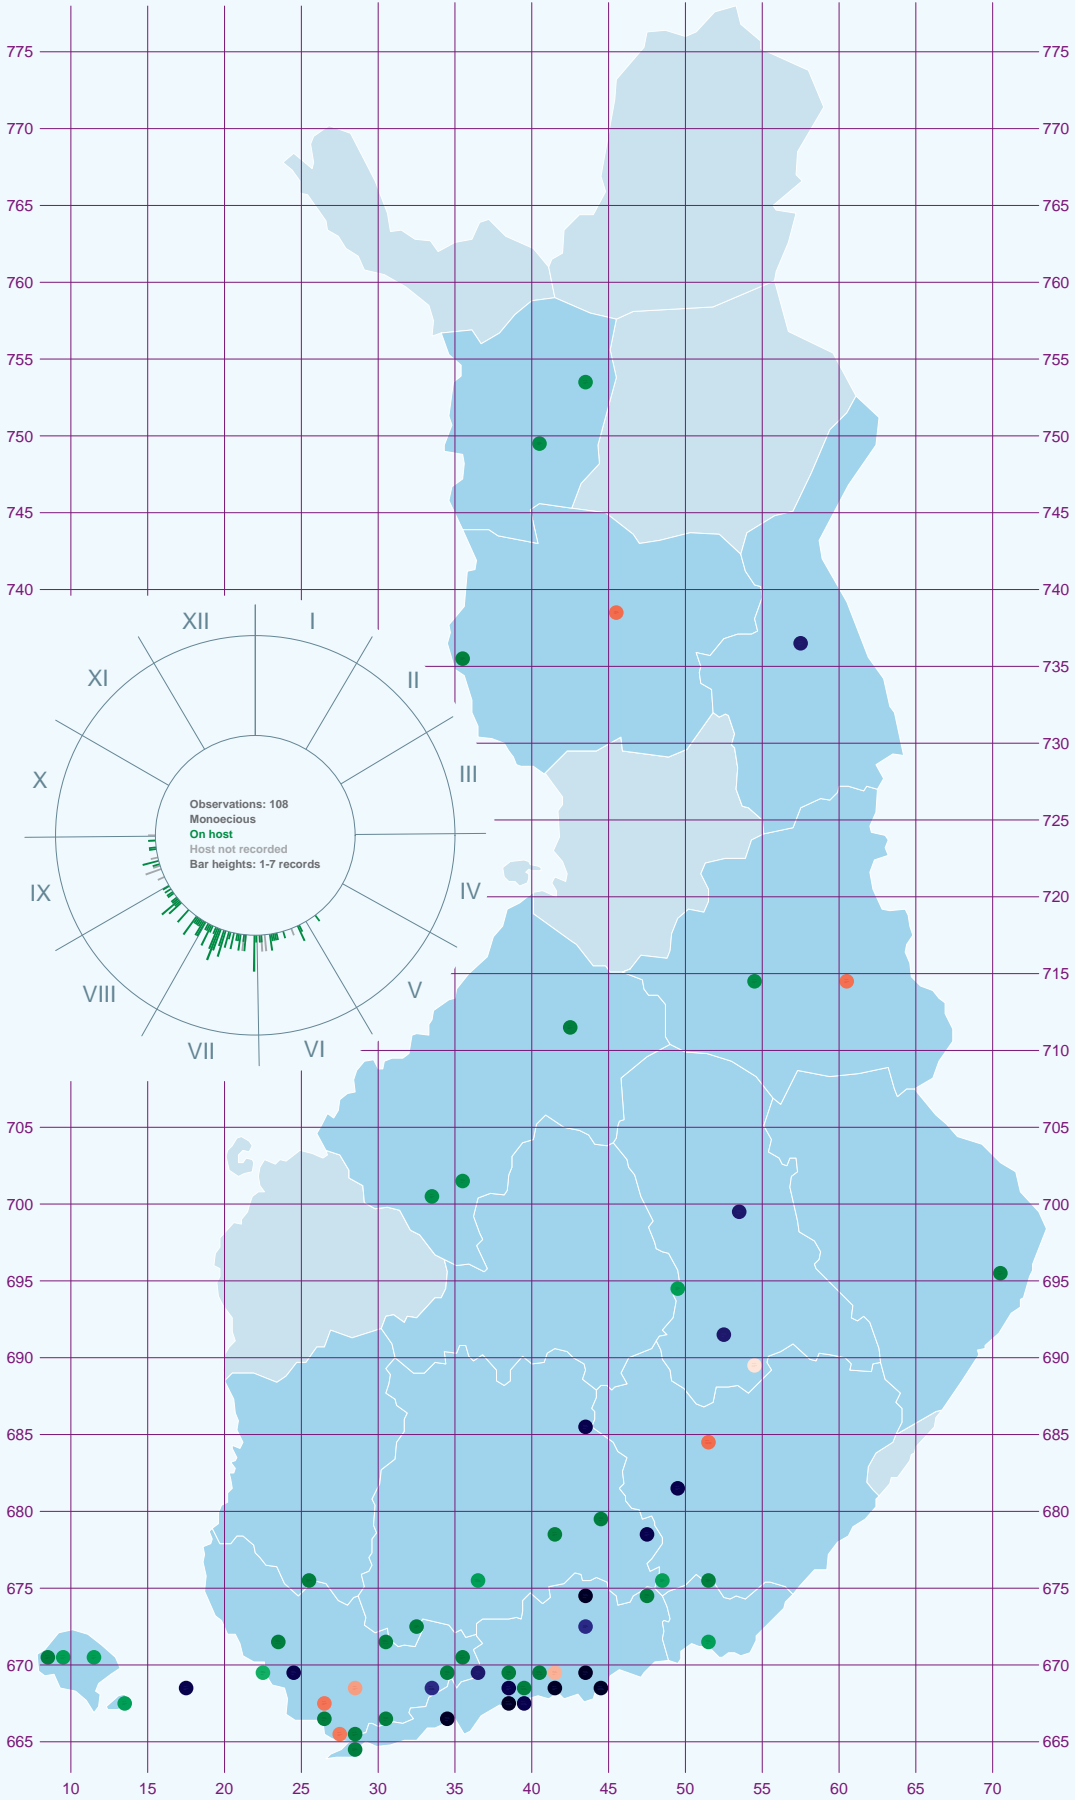 775 775
770 770
765 765
760 760
755 755
750 750
745 745
740 740
XII I
735 735
XI II
730 730
X III
Observations: 108
Monoecious
725 725
On host
Host not recorded
Bar heights: 1-7 records
IX IV
720 720
715 715
VIII V
VII VI
710 710
705 705
700 700
695 695
690 690
685 685
680 680
675 675
670 670
665 665
10 15 20 25 30 35 40 45 50 55 60 65 70